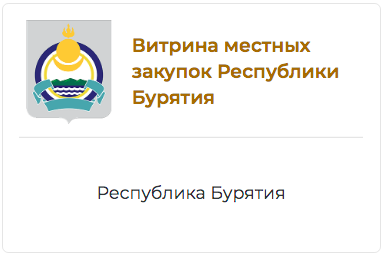 Витрина местных
закупок Республики
Бурятия
Республика Бурятия